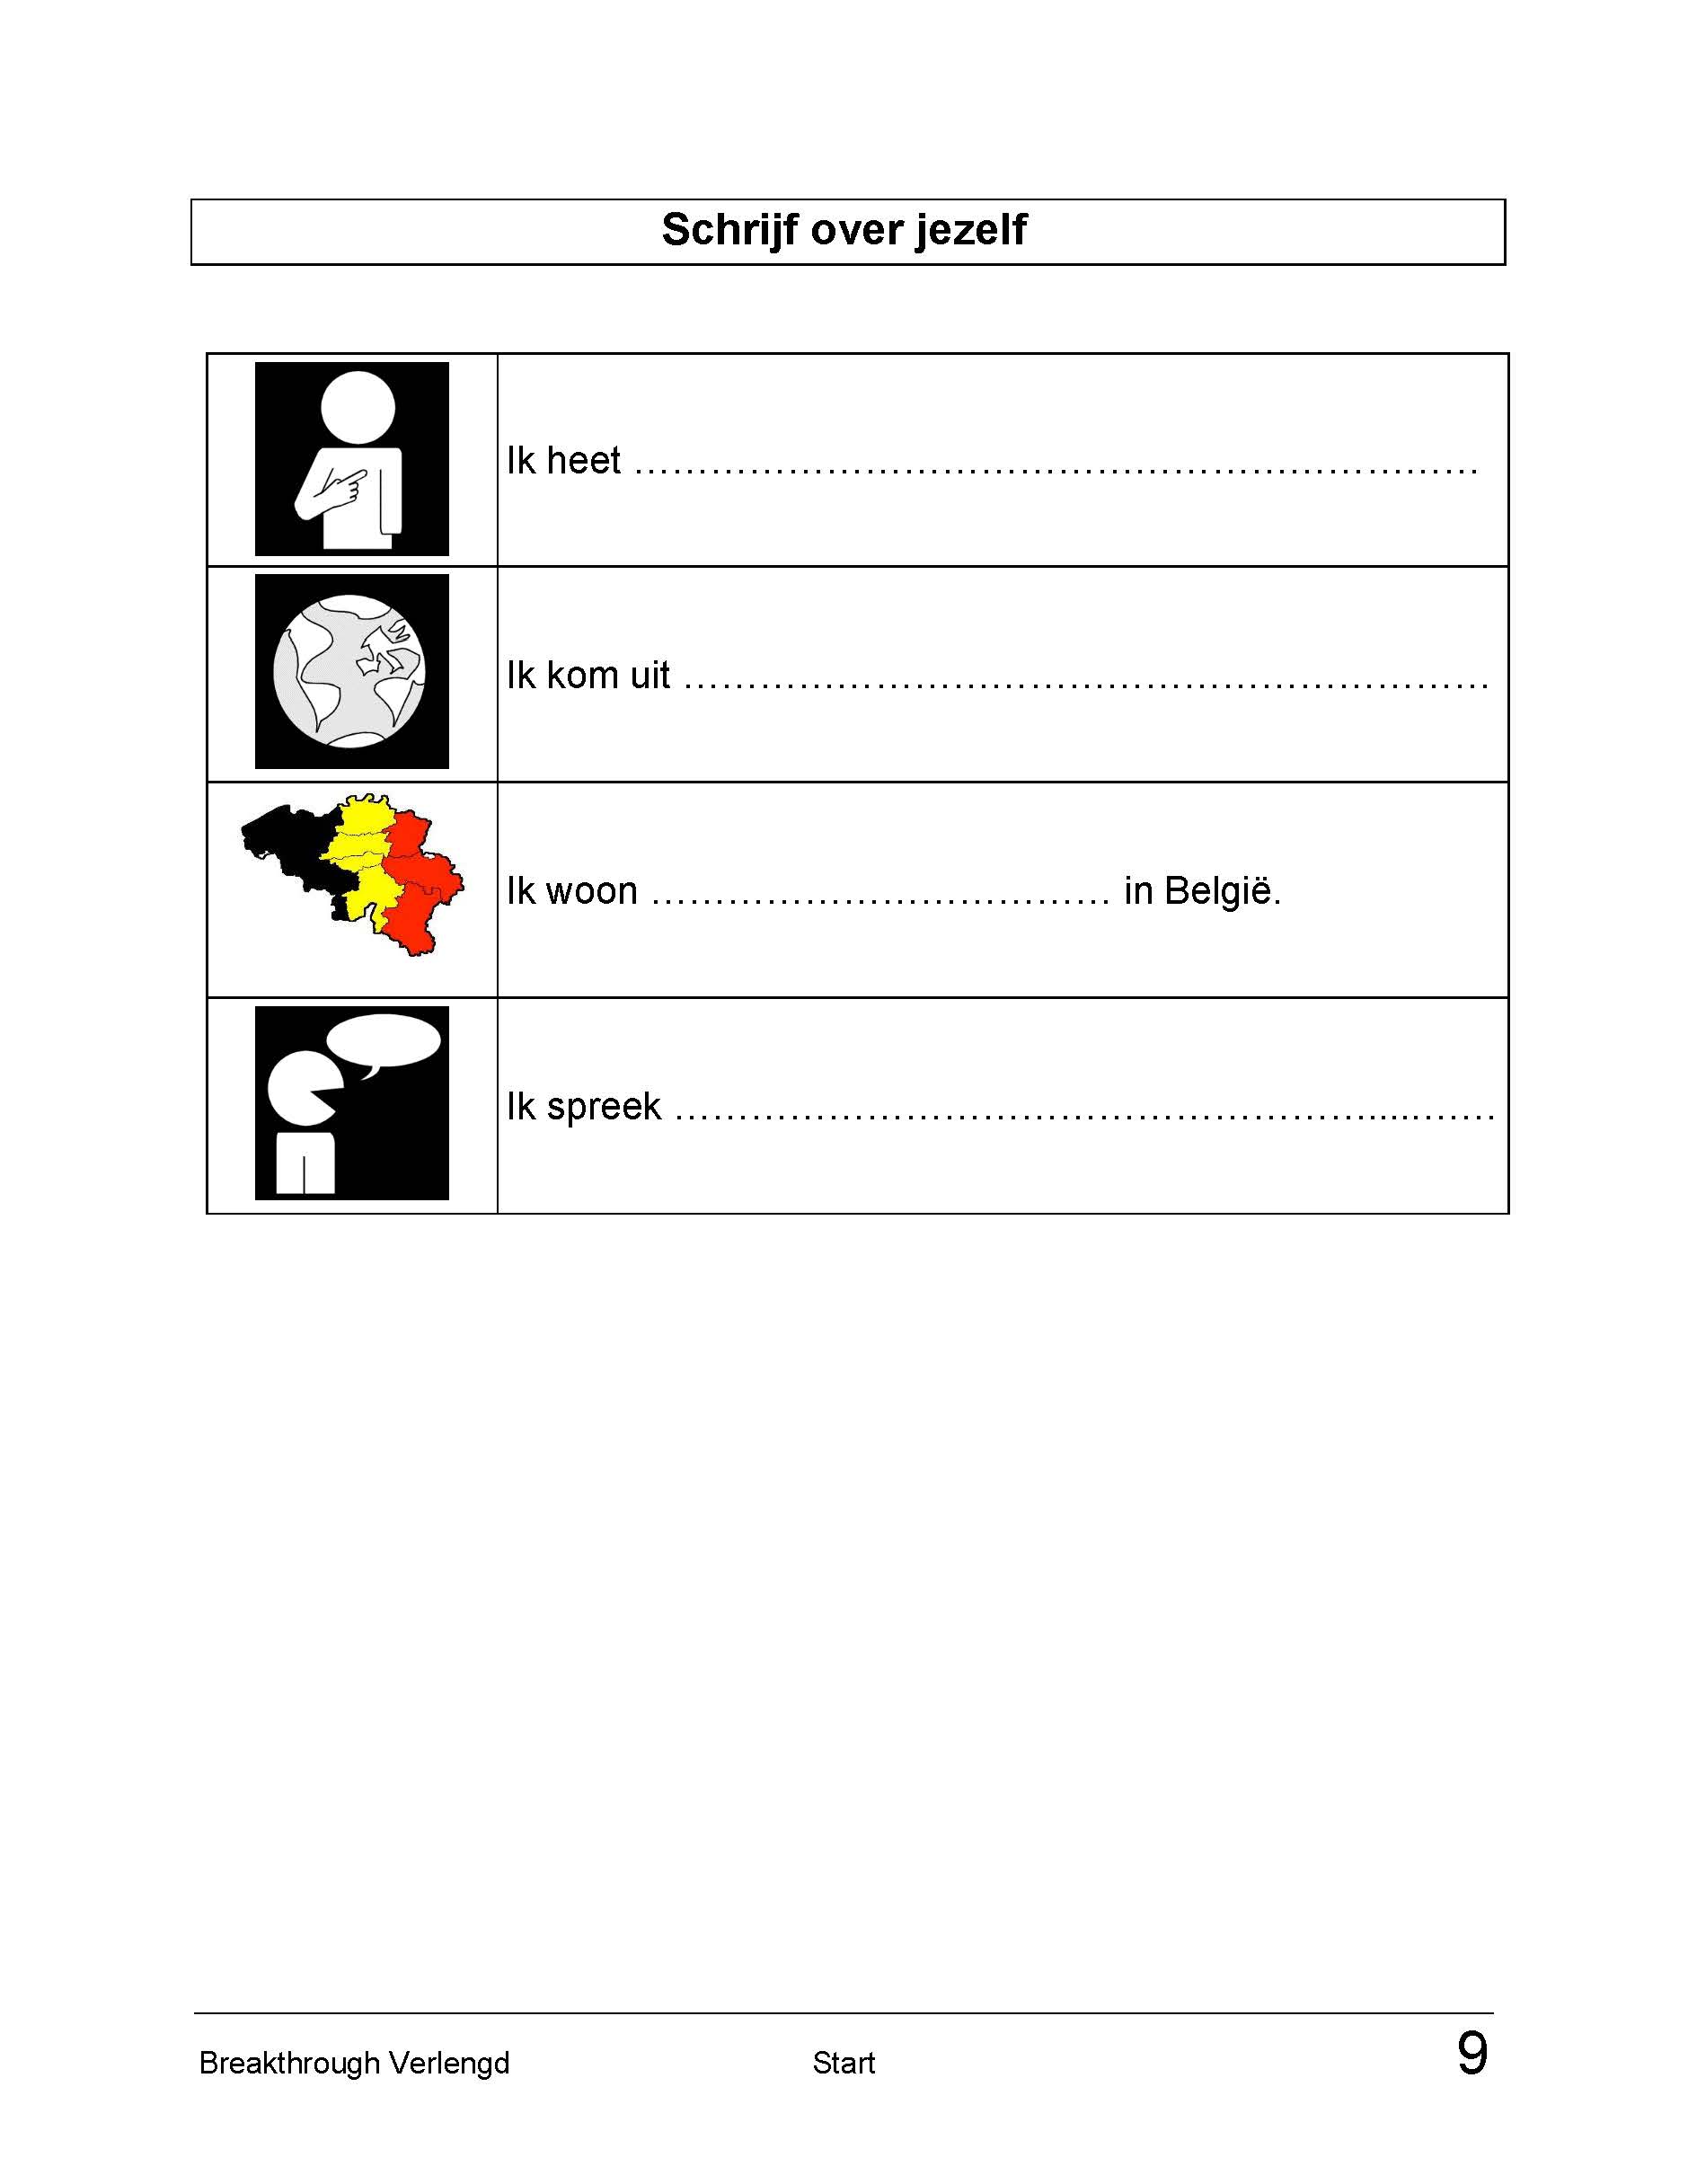 Schrijf over jezelf
Ik heet ……………………………………………………………
Ik kom uit …………………………………………………………
Ik woon ……………………………… in België.
Ik spreek …………………………………………………..………
Breakthrough Verlengd Start 9